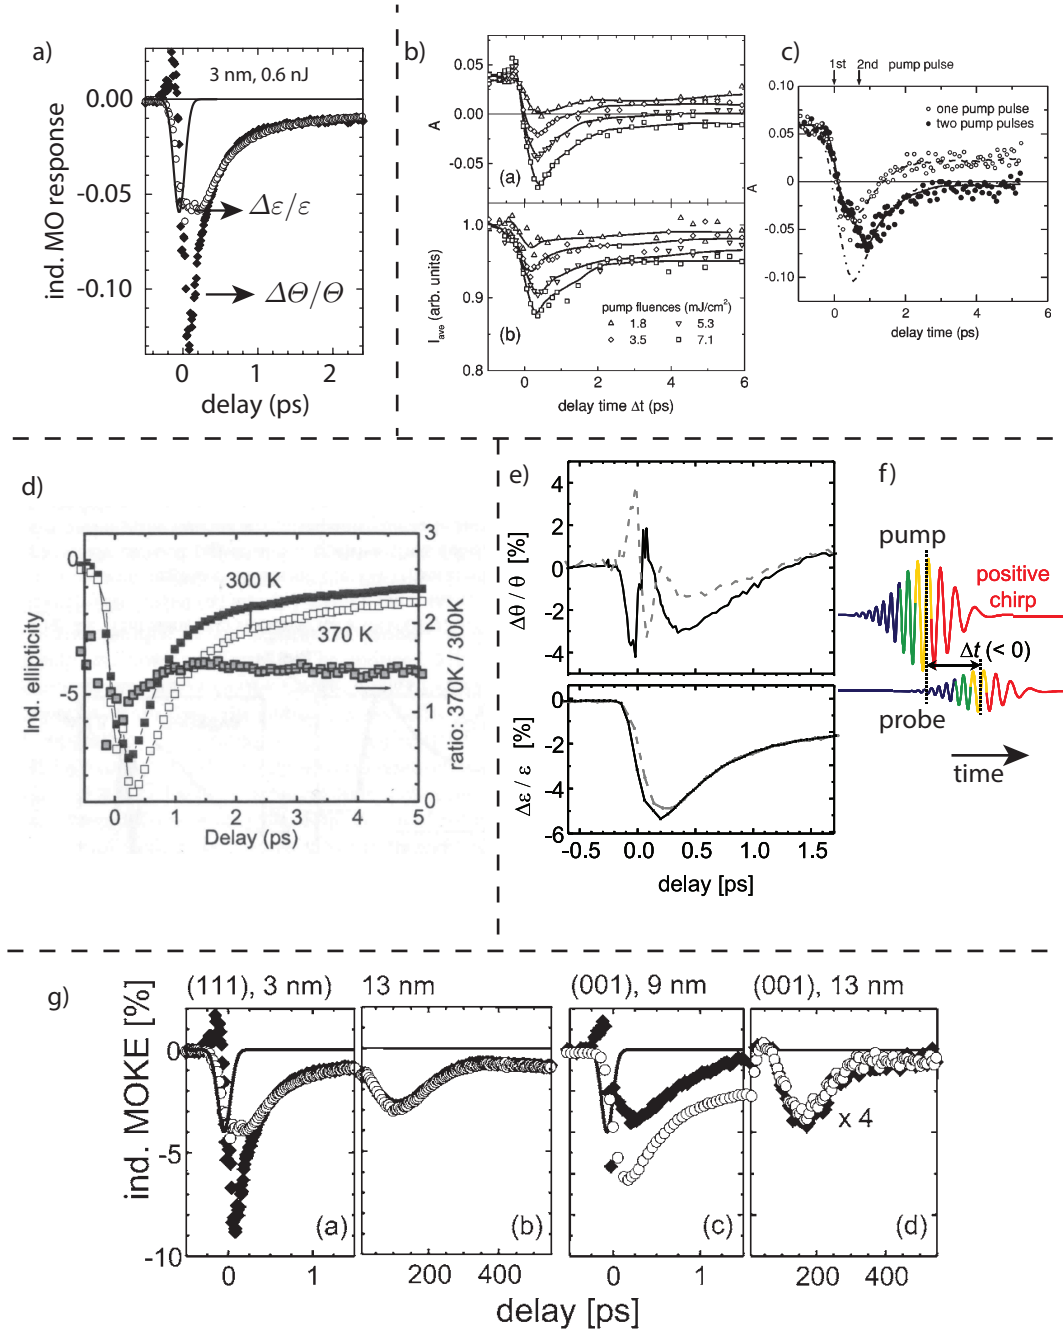 a)
3 nm, 0.6 nJ
0.00
-0.05
-0.10
ind. MO response
Δε/ε
ΔΘ/Θ
0
1
2
delay (ps)
b)
0.05
0.00
-0.05
A
(a)
1.0
0.9
0.8
I_ave (arb. units)
pump fluences (mJ/cm²)
1.8
5.3
3.5
7.1
(b)
0
2
4
6
delay time Δt (ps)
c)
1st
2nd
pump pulse
one pump pulse
two pump pulses
0.10
0.05
0
-0.05
-0.10
A
0
2
4
6
delay time (ps)
d)
0
-5
Ind. ellipticity
300 K
370 K
3
2
1
0
ratio: 370K / 300K
0
1
2
3
4
5
Delay (ps)
e)
4
2
0
-2
-4
Δθ / θ [%]
0
-2
-4
-6
Δε / ε [%]
-0.5
0.0
0.5
1.0
1.5
delay [ps]
f)
pump
positive
chirp
Δt (< 0)
probe
time
g)
(111), 3 nm)
13 nm
(001), 9 nm
(001), 13 nm
0
-5
-10
ind. MOKE [%]
x 4
(a)
(b)
(c)
(d)
0
1
200
400
0
1
200
400
delay [ps]